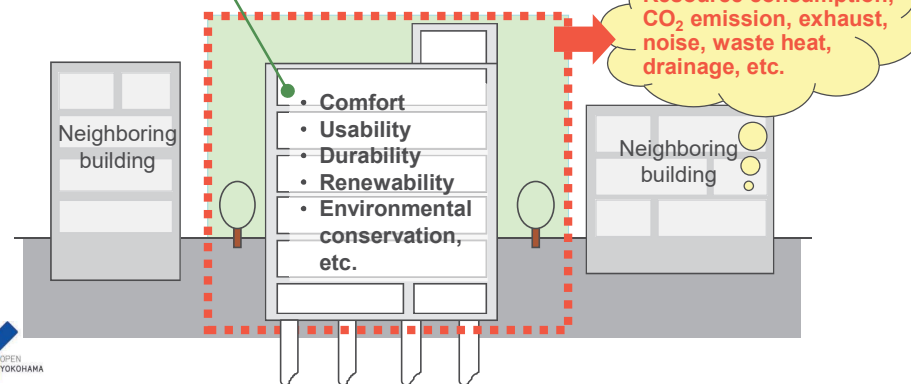 Resource consumption,
CO₂ emission, exhaust,
noise, waste heat,
drainage, etc.
• Comfort
• Usability
• Durability
• Renewability
• Environmental
conservation,
etc.
Neighboring
building
Neighboring
building
OPEN
YOKOHAMA